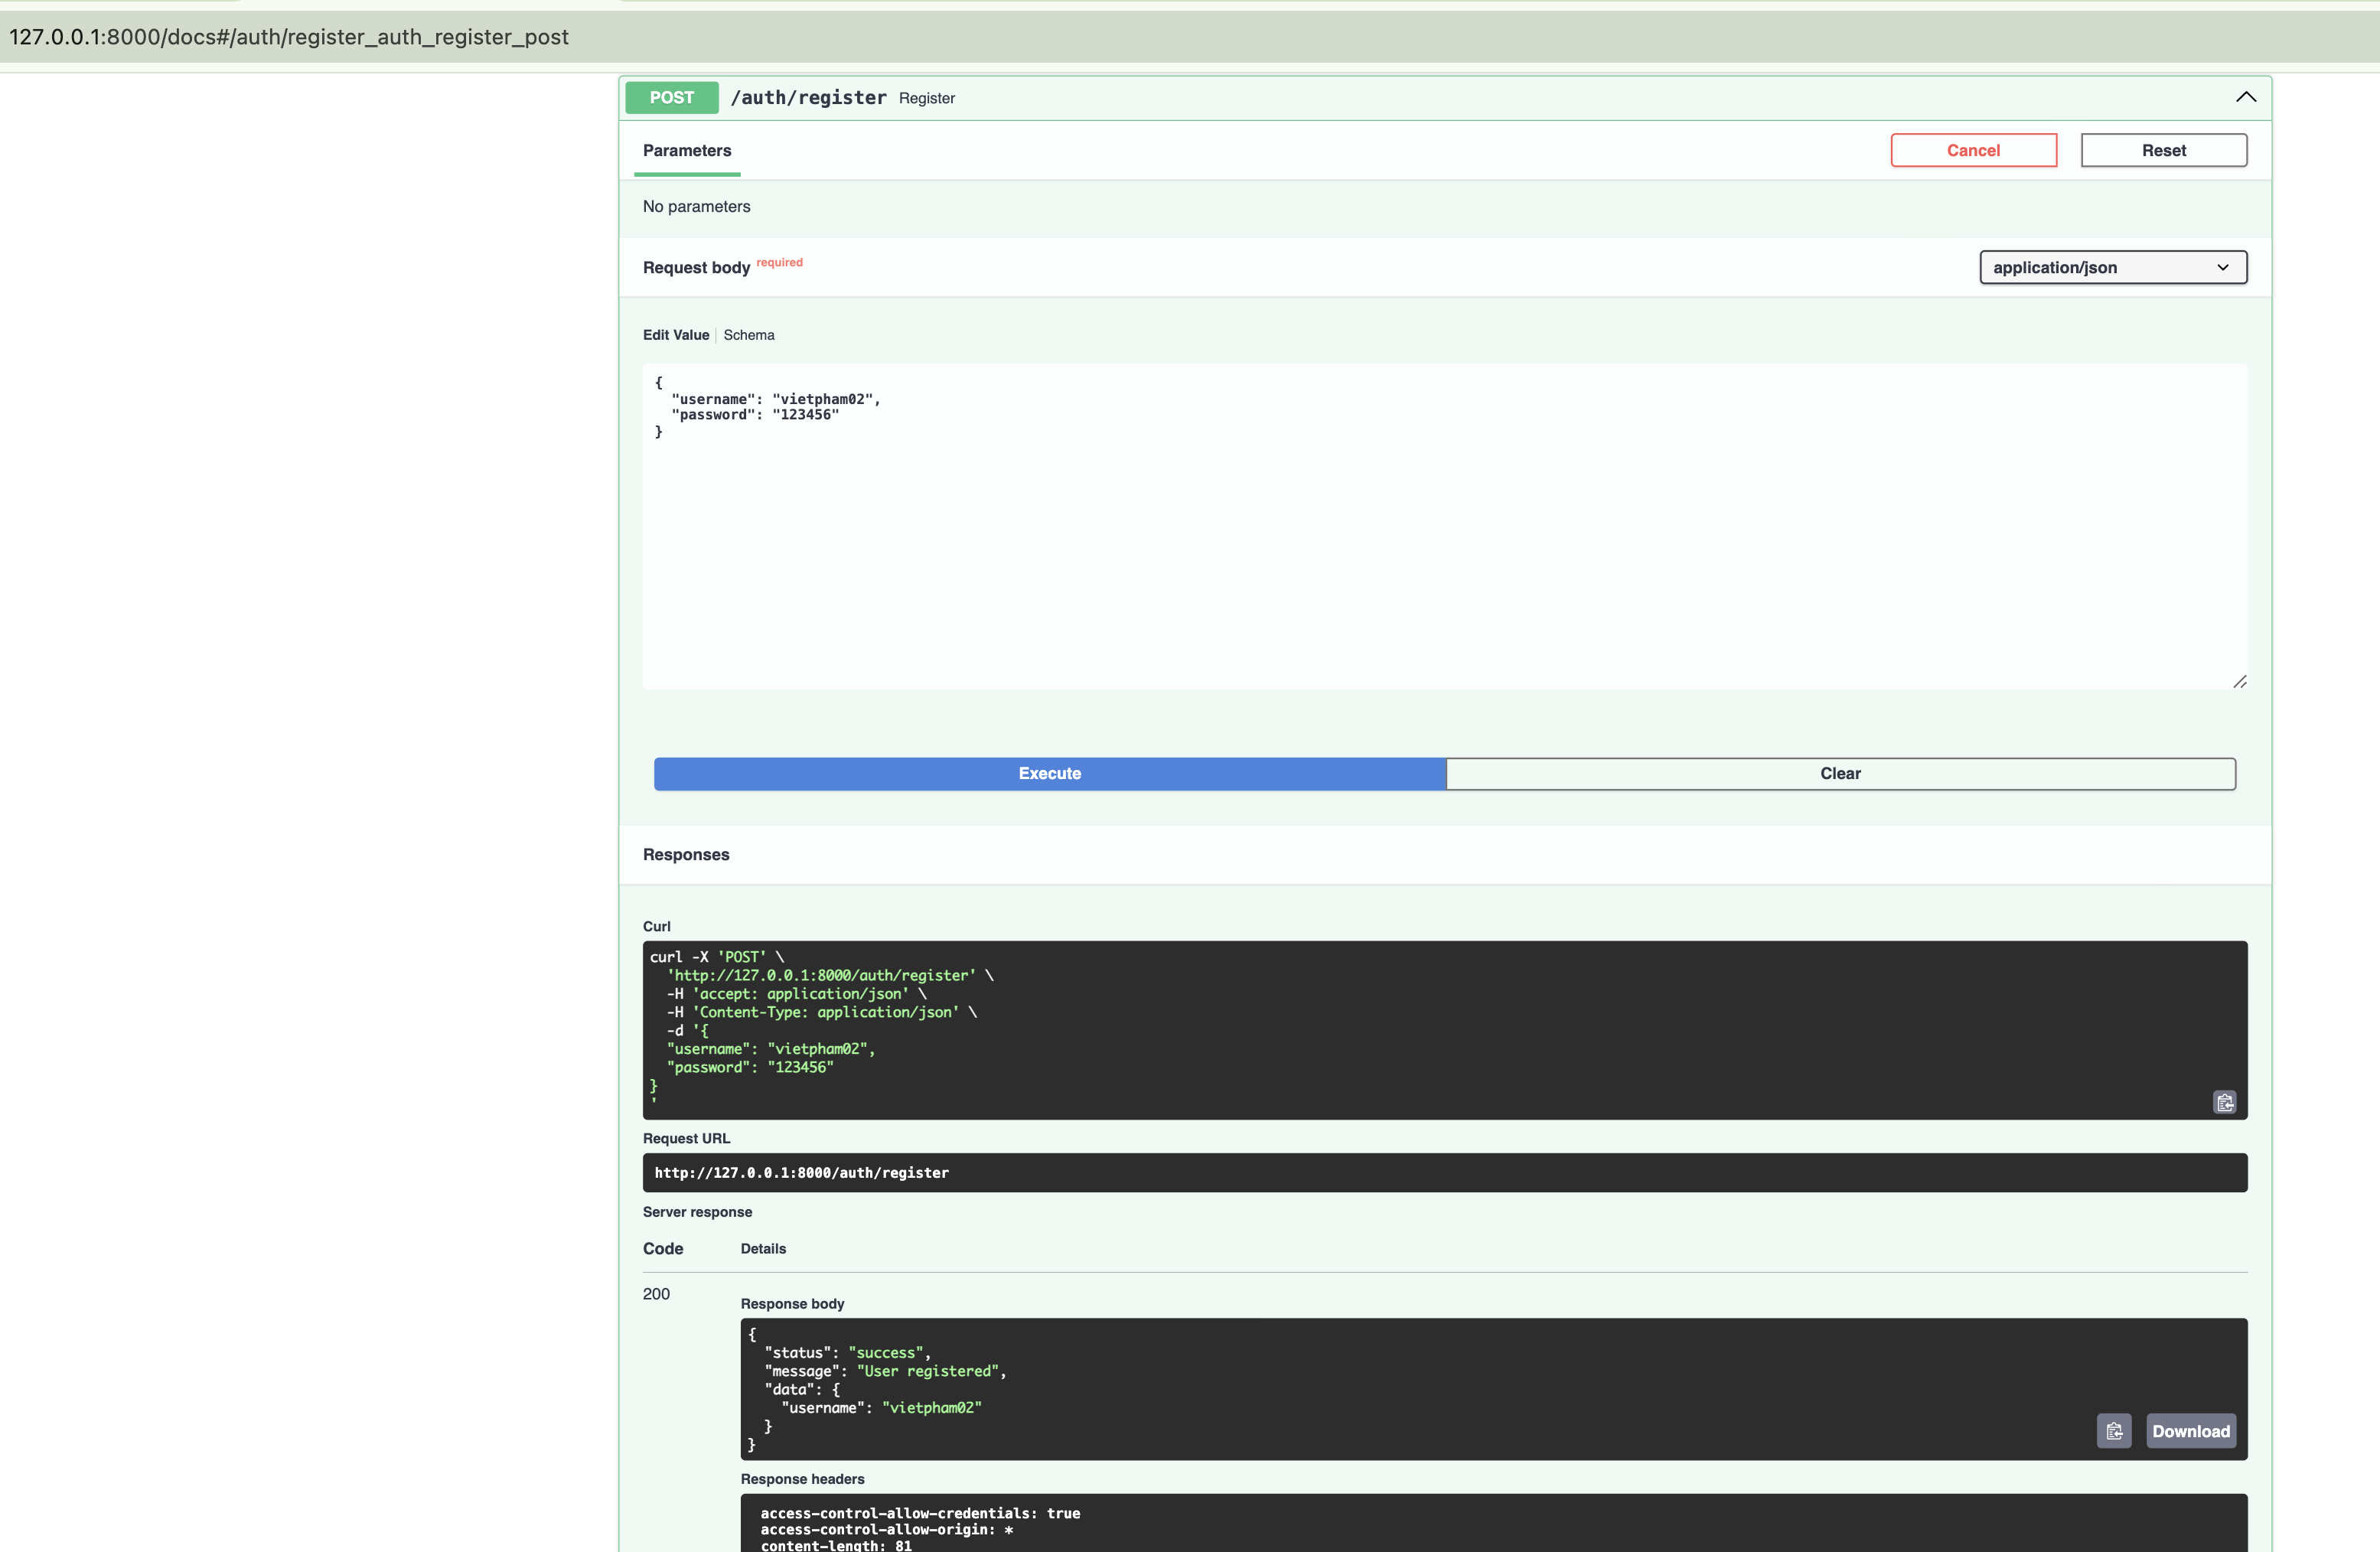 127.0.0.1:8000/docs#/auth/register_auth_register_post
POST /auth/register Register
Parameters
Cancel
Reset
No parameters
Request body required
application/json
Edit Value Schema
{
  "username": "vietpham02",
  "password": "123456"
}
Execute
Clear
Responses
Curl
curl -X 'POST' \
  'http://127.0.0.1:8000/auth/register' \
  -H 'accept: application/json' \
  -H 'Content-Type: application/json' \
  -d '{
  "username": "vietpham02",
  "password": "123456"
}
'
Request URL
http://127.0.0.1:8000/auth/register
Server response
Code Details
200
Response body
{
  "status": "success",
  "message": "User registered",
  "data": {
    "username": "vietpham02"
  }
}
Download
Response headers
access-control-allow-credentials: true
access-control-allow-origin: *
content-length: 81